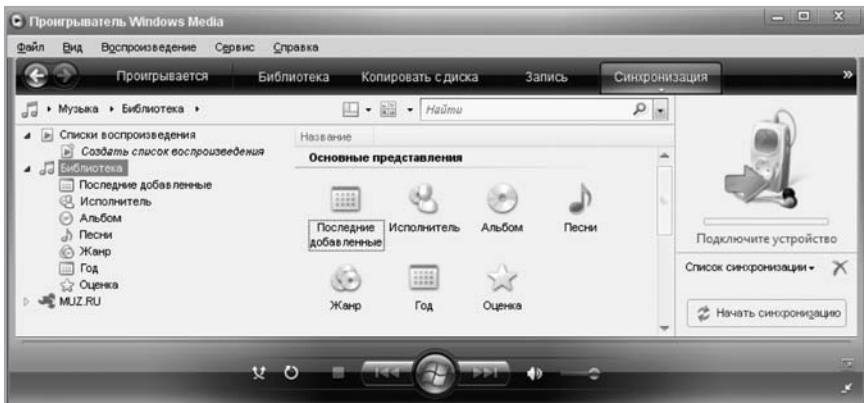 Проигрыватель Windows Media
Файл Вид Воспроизведение Сервис Справка
Проигрывается Библиотека Копировать с диска Запись Синхронизация »
Музыка Библиотека Найти
Списки воспроизведения
Создать список воспроизведения
Библиотека
Последние добавленные
Исполнитель
Альбом
Песни
Жанр
Год
Оценка
MUZ.RU
Название
Основные представления
Последние добавленные
Исполнитель
Альбом
Песни
Жанр
Год
Оценка
Подключите устройство
Список синхронизации
Начать синхронизацию